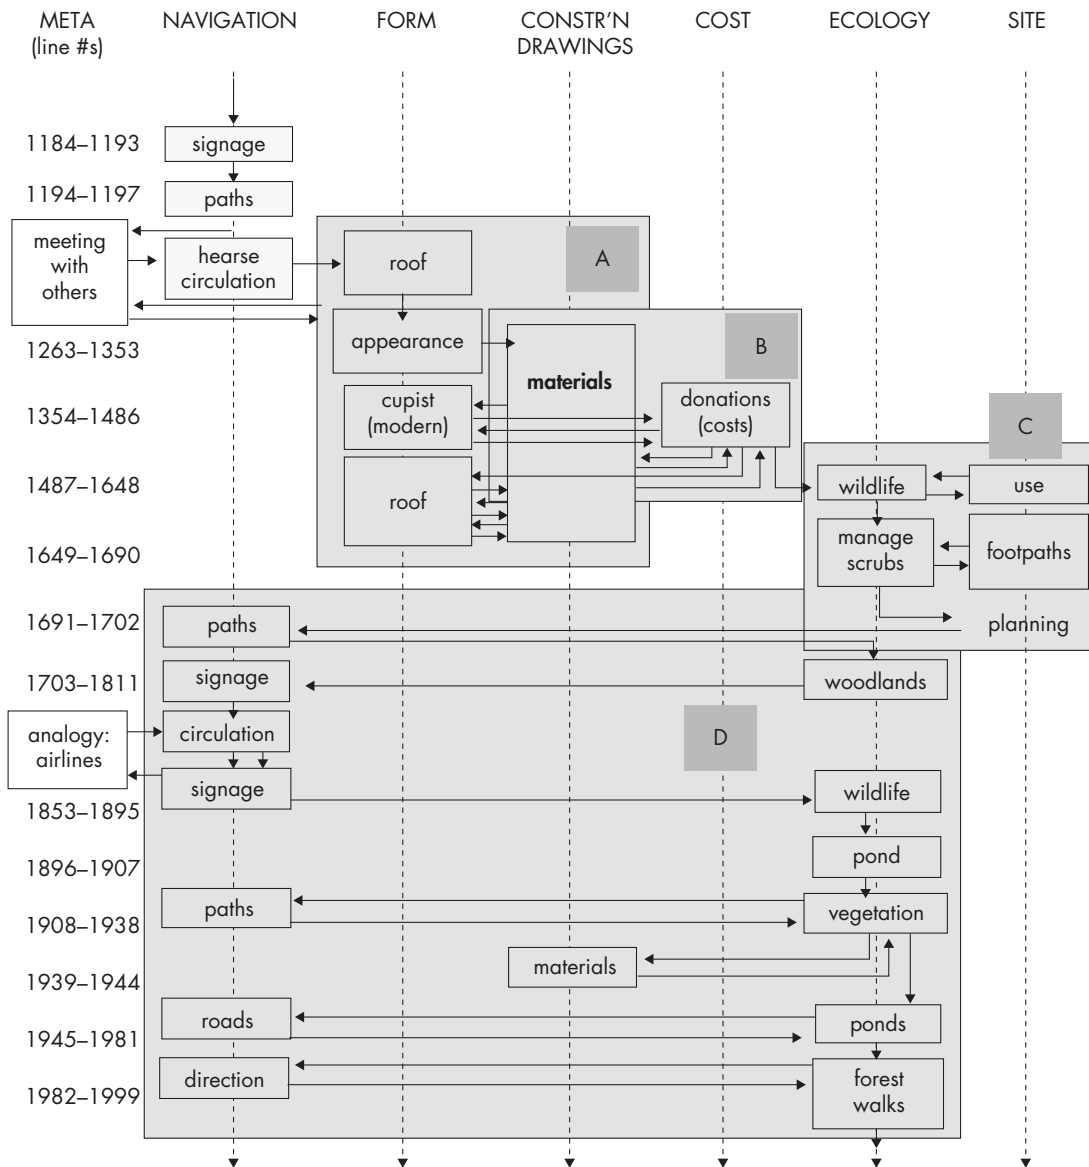 META
(line #s)
NAVIGATION
FORM
CONSTR’N
DRAWINGS
COST
ECOLOGY
SITE
1184–1193
signage
1194–1197
paths
meeting
with
others
hearse
circulation
roof
A
1263–1353
appearance
materials
B
1354–1486
cupist
(modern)
donations
(costs)
C
1487–1648
roof
wildlife
use
1649–1690
manage
scrubs
footpaths
1691–1702
paths
planning
1703–1811
signage
woodlands
analogy:
airlines
circulation
D
signage
wildlife
1853–1895
1896–1907
pond
paths
vegetation
1908–1938
materials
1939–1944
roads
ponds
1945–1981
direction
forest
walks
1982–1999